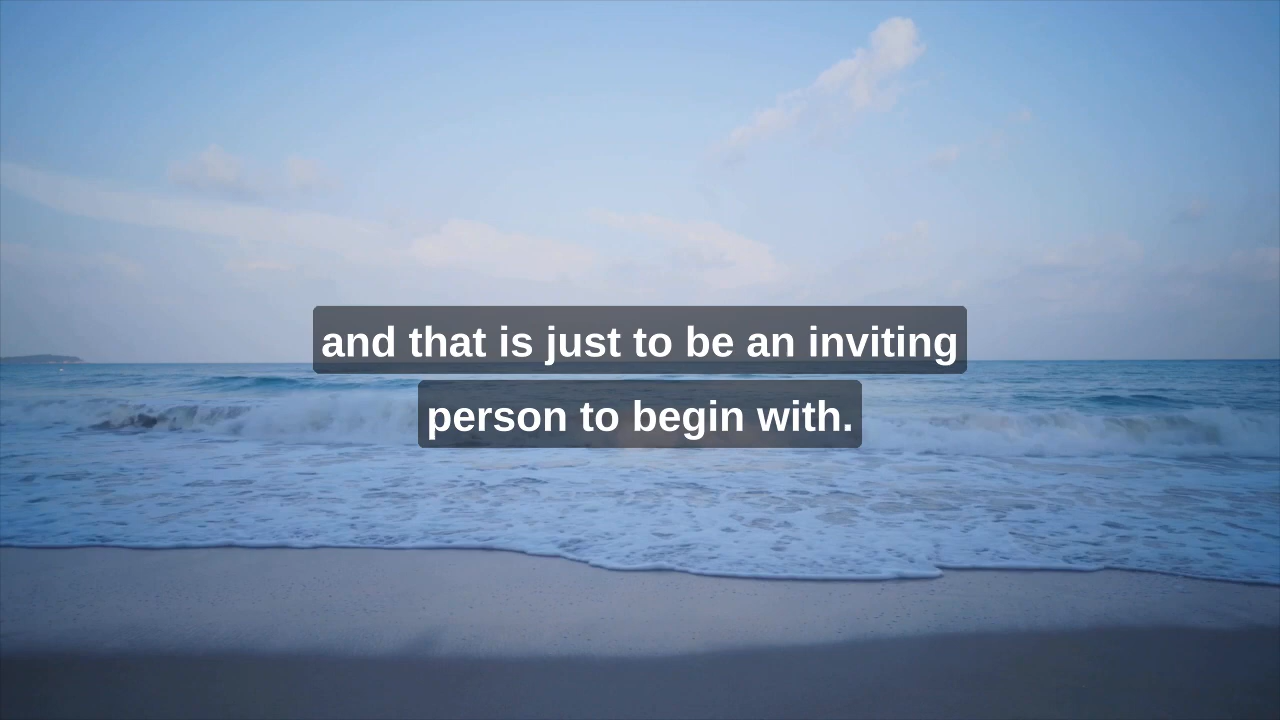 and that is just to be an inviting
person to begin with.